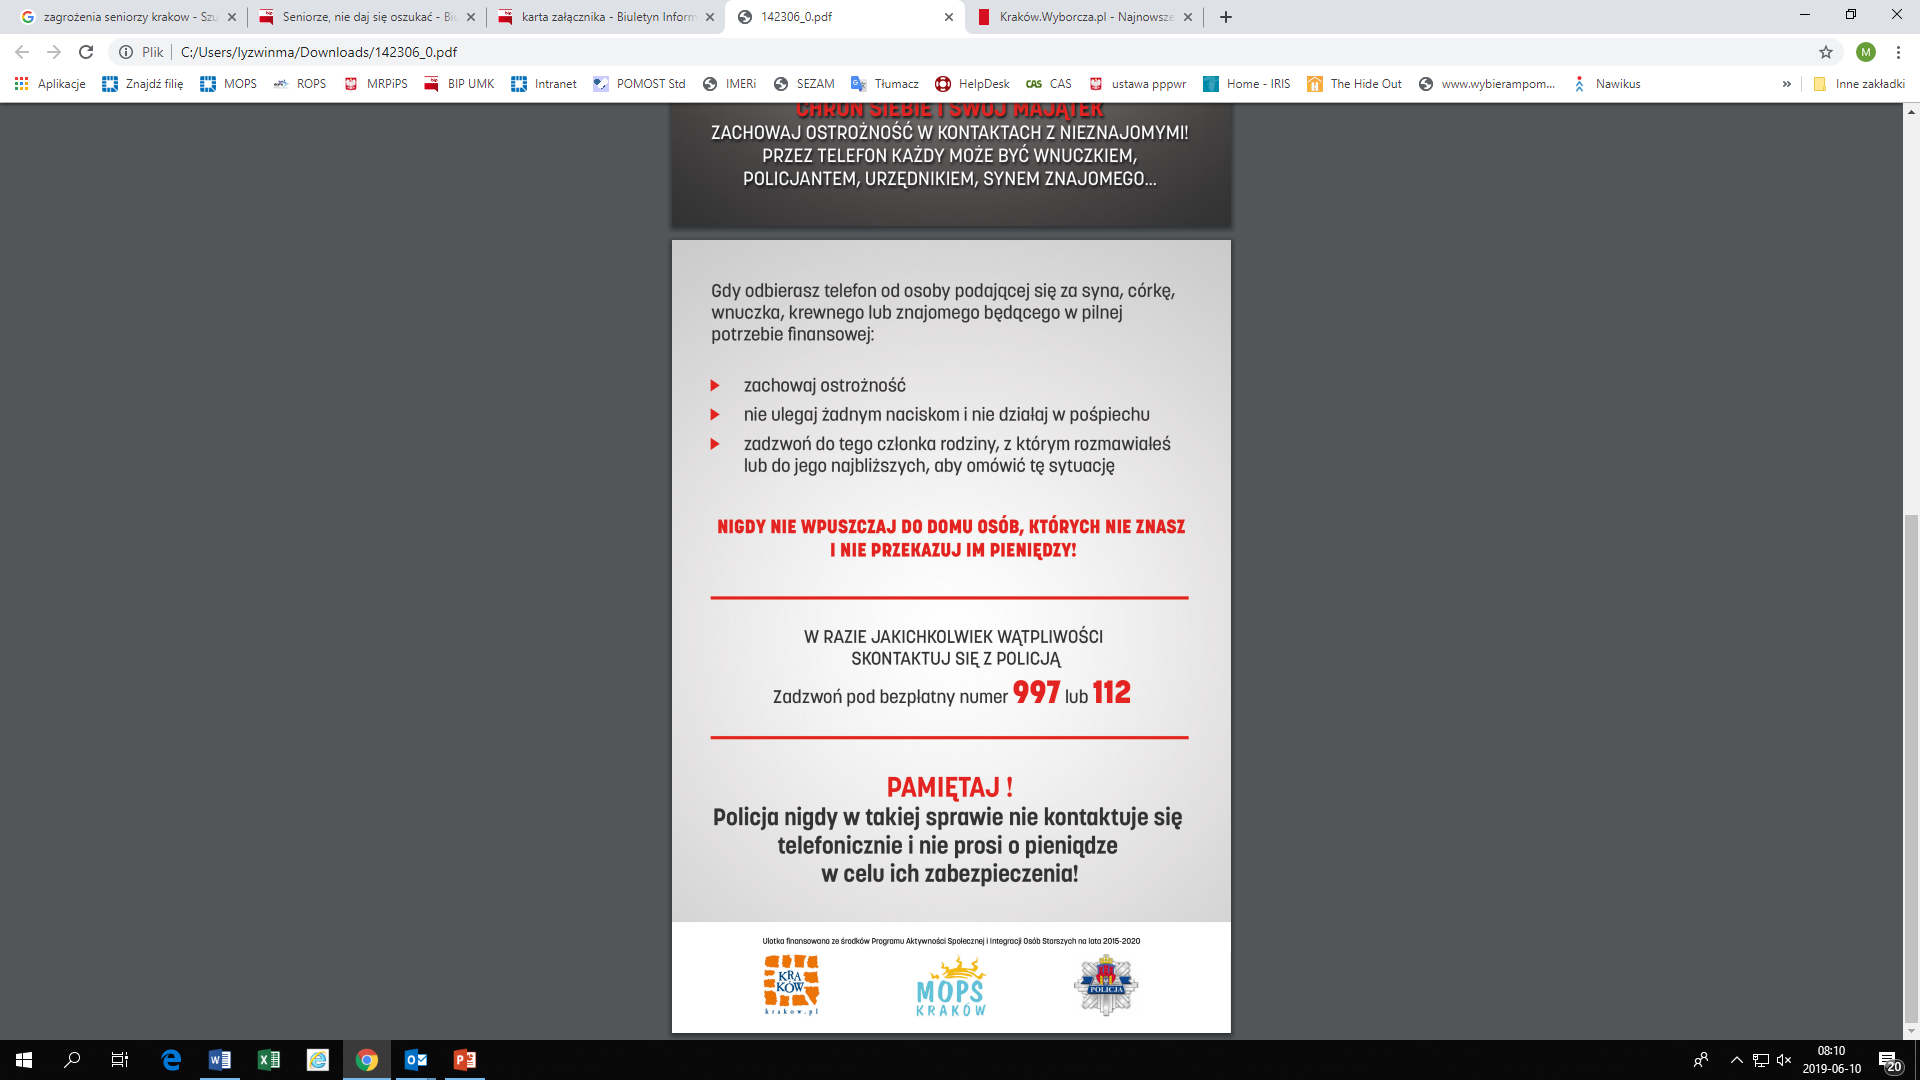 zagrożenia seniorzy krakow - Szu
Seniorze, nie daj się oszukać - Bi
karta załącznika - Biuletyn Inform
142306_0.pdf
Kraków.Wyborcza.pl - Najnowsze
Plik
C:/Users/lyzwinma/Downloads/142306_0.pdf
M
Aplikacje
Znajdź filię
MOPS
ROPS
MRPiPS
BIP UMK
Intranet
POMOST Std
IMERi
SEZAM
Tłumacz
HelpDesk
CAS CAS
ustawa pppwr
Home - IRIS
The Hide Out
www.wybierampom...
Nawikus
»
Inne zakładki
CHROŃ SIEBIE I SWÓJ MAJĄTEK
ZACHOWAJ OSTROŻNOŚĆ W KONTAKTACH Z NIEZNAJOMYMI!
PRZEZ TELEFON KAŻDY MOŻE BYĆ WNUCZKIEM,
POLICJANTEM, URZĘDNIKIEM, SYNEM ZNAJOMEGO...
Gdy odbierasz telefon od osoby podającej się za syna, córkę,
wnuczka, krewnego lub znajomego będącego w pilnej
potrzebie finansowej:
zachowaj ostrożność
nie ulegaj żadnym naciskom i nie działaj w pośpiechu
zadzwoń do tego członka rodziny, z którym rozmawiałeś
lub do jego najbliższych, aby omówić tę sytuację
NIGDY NIE WPUSZCZAJ DO DOMU OSÓB, KTÓRYCH NIE ZNASZ
I NIE PRZEKAZUJ IM PIENIĘDZY!
W RAZIE JAKICHKOLWIEK WĄTPLIWOŚCI
SKONTAKTUJ SIĘ Z POLICJĄ
Zadzwoń pod bezpłatny numer 997 lub 112
PAMIĘTAJ !
Policja nigdy w takiej sprawie nie kontaktuje się
telefonicznie i nie prosi o pieniądze
w celu ich zabezpieczenia!
Ulotka finansowana ze środków Programu Aktywności Społecznej i Integracji Osób Starszych na lata 2015-2020
KRA
KÓW
krakow.pl
MOPS
KRAKÓW
POLICJA
08:10
2019-06-10
20